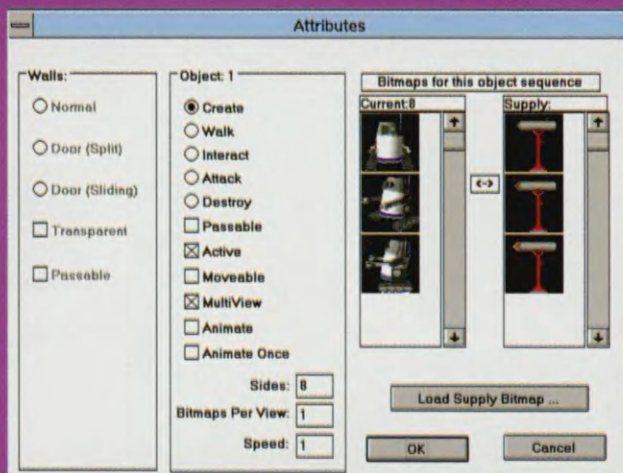 Attributes
Walls:
Normal
Door (Split)
Door (Sliding)
Transparent
Passable
Object: 1
Create
Walk
Interact
Attack
Destroy
Passable
Active
Moveable
MultiView
Animate
Animate Once
Sides: 8
Bitmaps Per View: 1
Speed: 1
Bitmaps for this object sequence
Current:8
Supply:
<->
Load Supply Bitmap ...
OK
Cancel